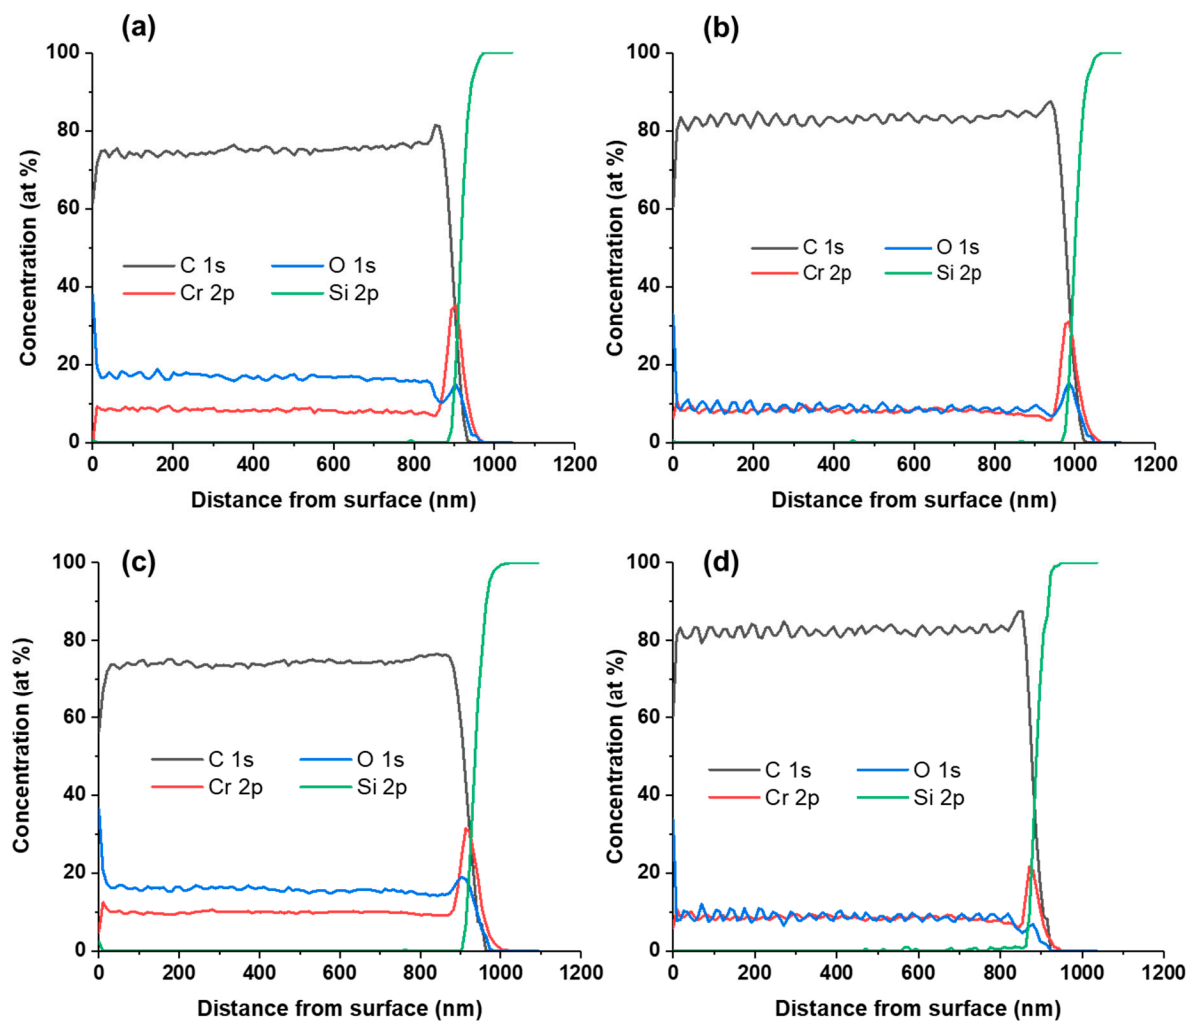 (a)
Concentration (at %)
100
80
60
40
20
0
C 1s
O 1s
Cr 2p
Si 2p
0 200 400 600 800 1000 1200
Distance from surface (nm)
(b)
Concentration (at %)
100
80
60
40
20
0
C 1s
O 1s
Cr 2p
Si 2p
0 200 400 600 800 1000 1200
Distance from surface (nm)
(c)
Concentration (at %)
100
80
60
40
20
0
C 1s
O 1s
Cr 2p
Si 2p
0 200 400 600 800 1000 1200
Distance from surface (nm)
(d)
Concentration (at %)
100
80
60
40
20
0
C 1s
O 1s
Cr 2p
Si 2p
0 200 400 600 800 1000 1200
Distance from surface (nm)